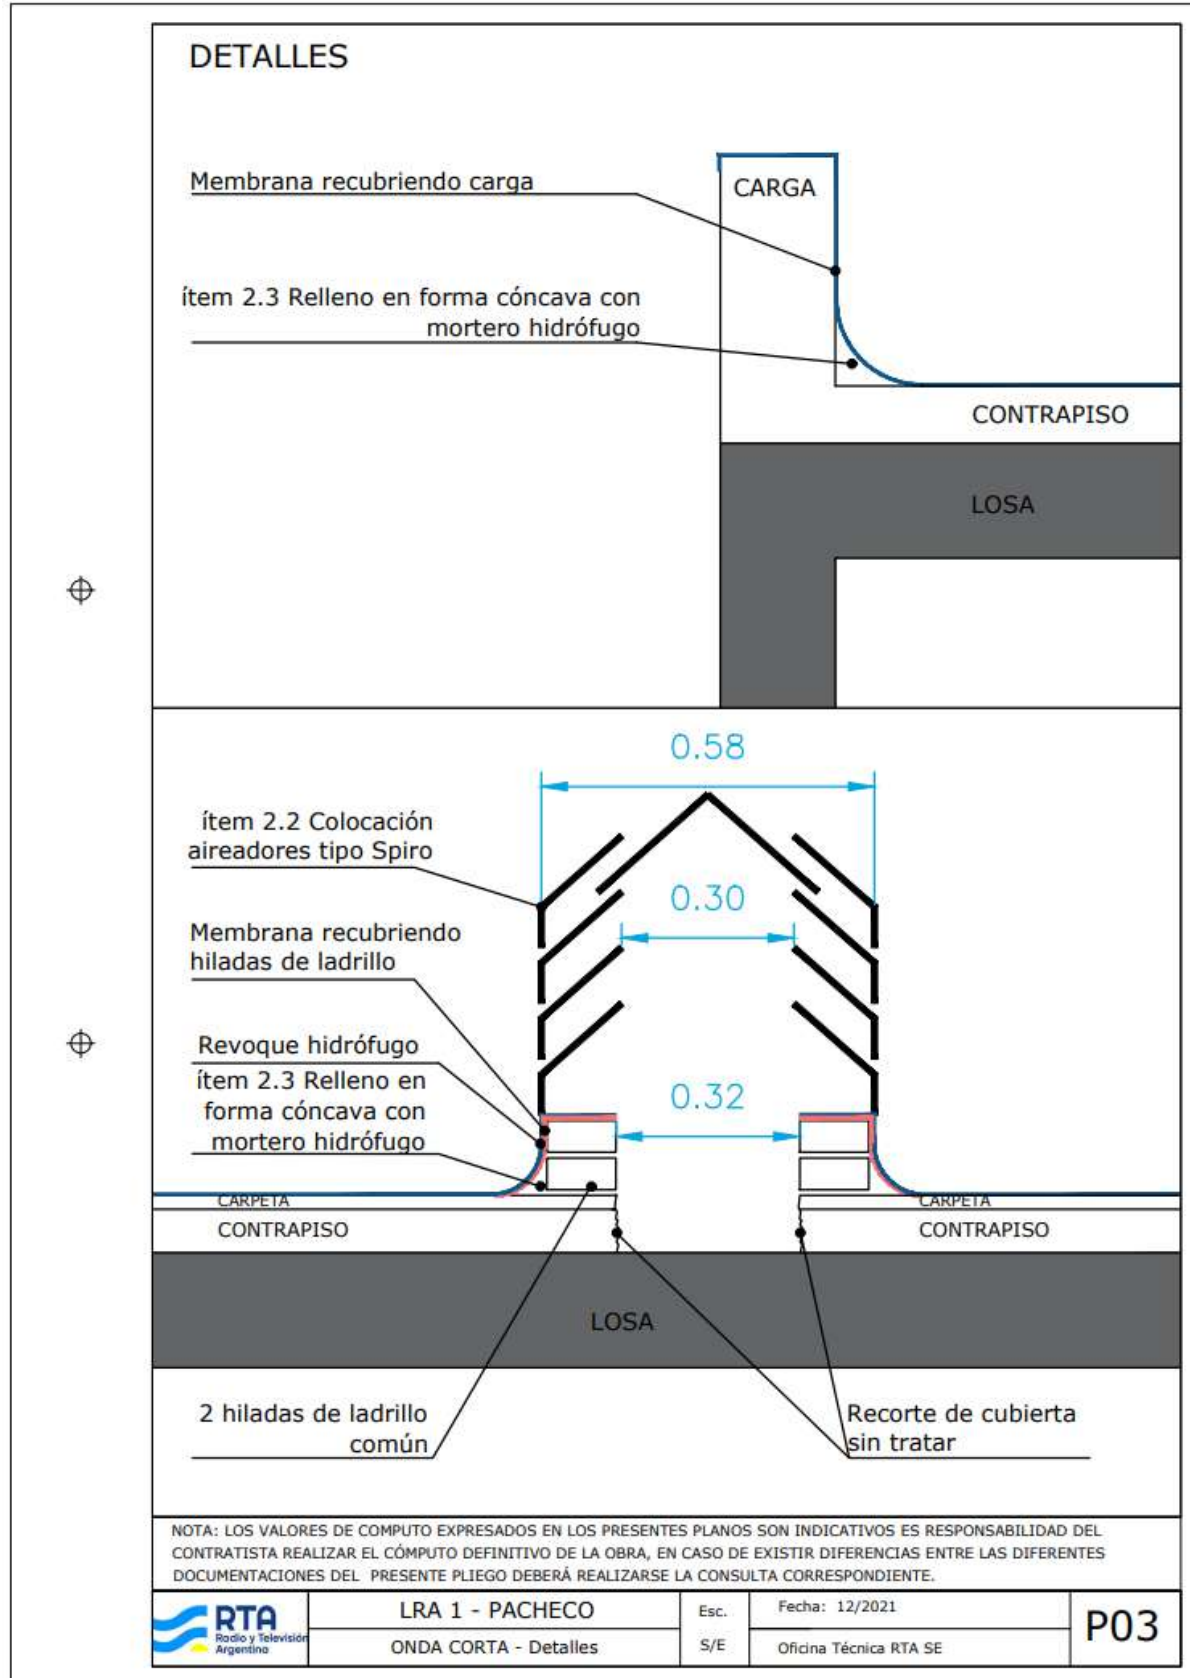 DETALLES
Membrana recubriendo carga
CARGA
ítem 2.3 Relleno en forma cóncava con
mortero hidrófugo
CONTRAPISO
LOSA
0.58
ítem 2.2 Colocación
aireadores tipo Spiro
0.30
Membrana recubriendo
hiladas de ladrillo
Revoque hidrófugo
ítem 2.3 Relleno en
forma cóncava con
mortero hidrófugo
0.32
CARPETA
CARPETA
CONTRAPISO
CONTRAPISO
LOSA
2 hiladas de ladrillo
común
Recorte de cubierta
sin tratar
NOTA: LOS VALORES DE COMPUTO EXPRESADOS EN LOS PRESENTES PLANOS SON INDICATIVOS ES RESPONSABILIDAD DEL
CONTRATISTA REALIZAR EL CÓMPUTO DEFINITIVO DE LA OBRA, EN CASO DE EXISTIR DIFERENCIAS ENTRE LAS DIFERENTES
DOCUMENTACIONES DEL PRESENTE PLIEGO DEBERÁ REALIZARSE LA CONSULTA CORRESPONDIENTE.
RTA
Radio y Televisión
Argentina
LRA 1 - PACHECO
ONDA CORTA - Detalles
Esc.
S/E
Fecha: 12/2021
Oficina Técnica RTA SE
P03